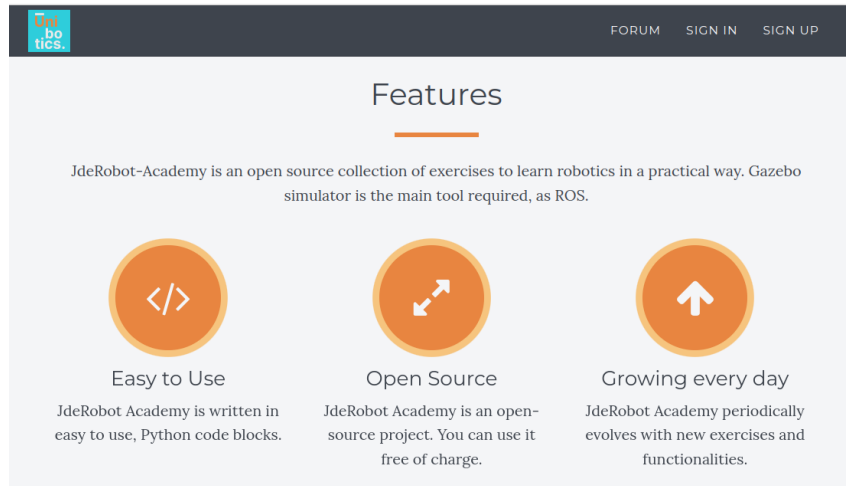 Uni
bo
tics.
FORUM SIGN IN SIGN UP
Features
JdeRobot-Academy is an open source collection of exercises to learn robotics in a practical way. Gazebo
simulator is the main tool required, as ROS.
</>
Easy to Use
JdeRobot Academy is written in
easy to use, Python code blocks.
Open Source
JdeRobot Academy is an open-
source project. You can use it
free of charge.
Growing every day
JdeRobot Academy periodically
evolves with new exercises and
functionalities.